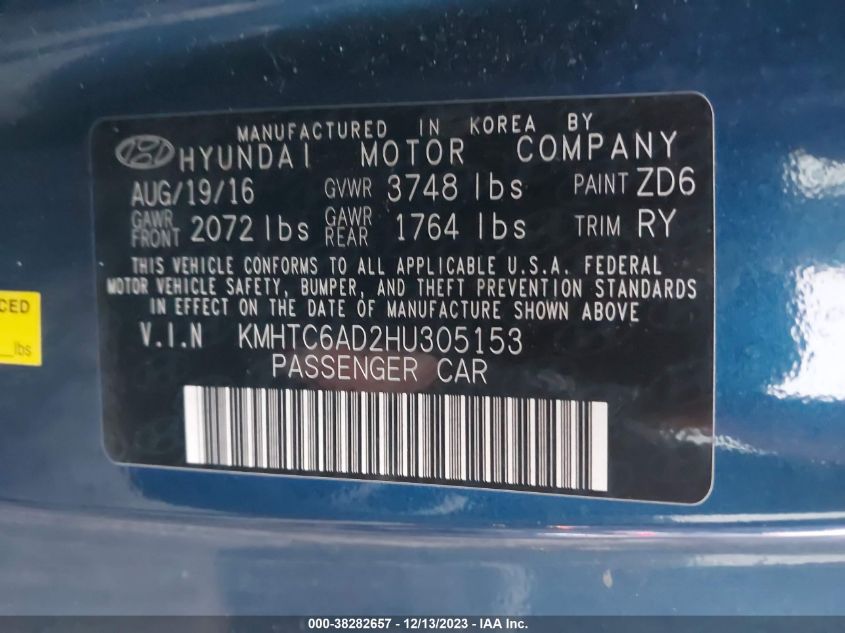 MANUFACTURED IN KOREA BY
HYUNDAI MOTOR COMPANY
AUG/19/16 GVWR 3748 lbs PAINT ZD6
GAWR FRONT 2072 lbs GAWR REAR 1764 lbs TRIM RY
THIS VEHICLE CONFORMS TO ALL APPLICABLE U.S.A. FEDERAL
MOTOR VEHICLE SAFETY, BUMPER, AND THEFT PREVENTION STANDARDS
IN EFFECT ON THE DATE OF MANUFACTURE SHOWN ABOVE
V.I.N KMHTC6AD2HU305153
PASSENGER CAR
CED
lbs
000-38282657 - 12/13/2023 - IAA Inc.